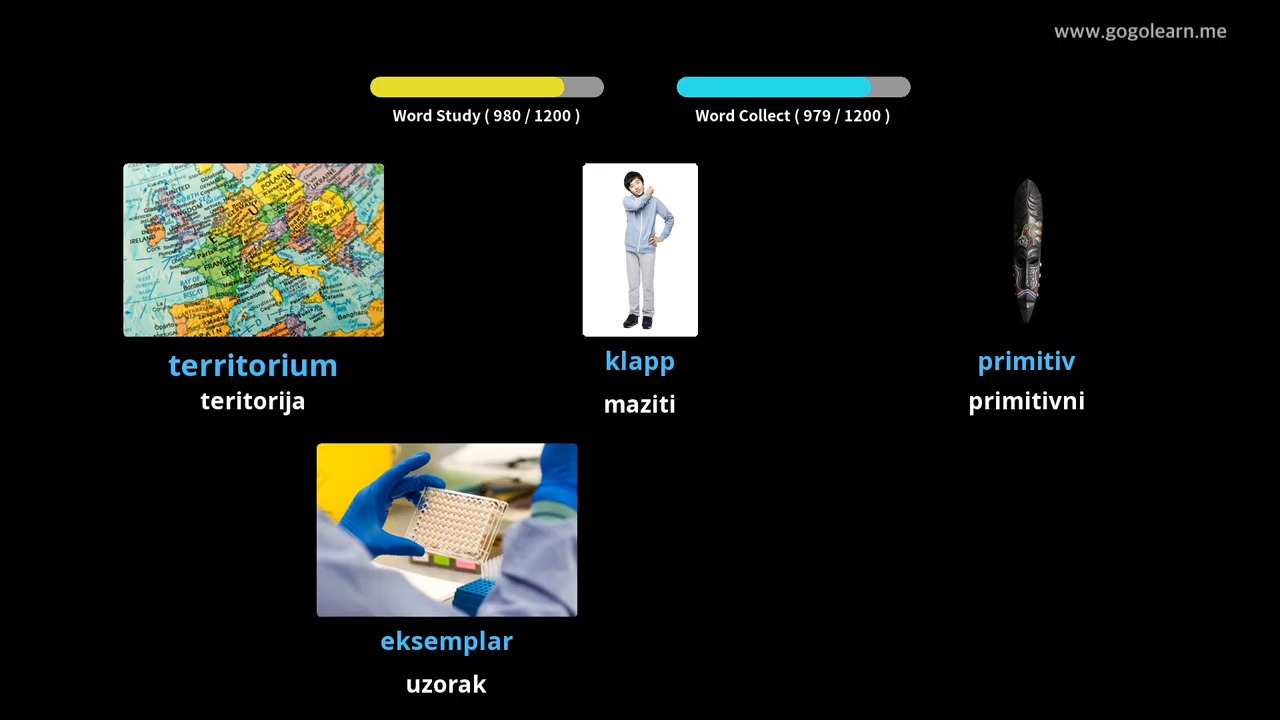 www.gogolearn.me
Word Study ( 980 / 1200 )
Word Collect ( 979 / 1200 )
territorium
teritorija
klapp
maziti
primitiv
primitivni
eksemplar
uzorak